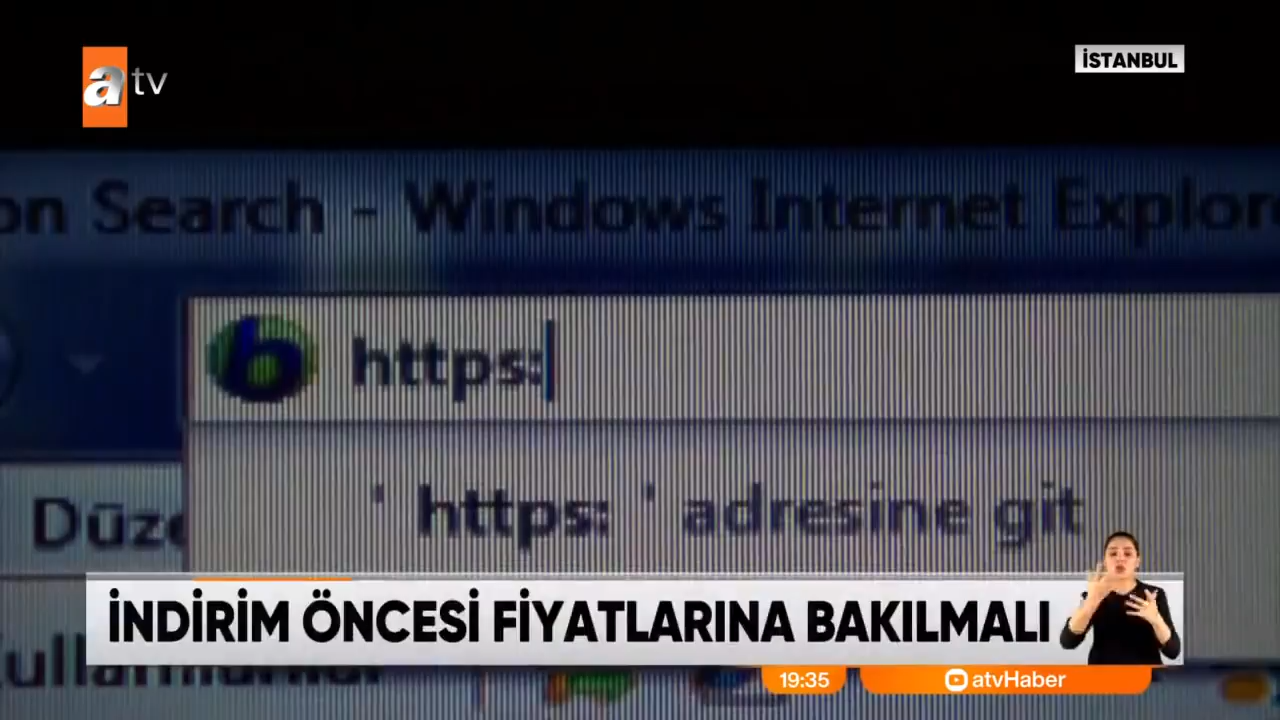 a tv
İSTANBUL
on Search - Windows Internet Explor
b https:
' https: ' adresine git
Düze
İNDİRİM ÖNCESİ FİYATLARINA BAKILMALI
19:35
atvHaber